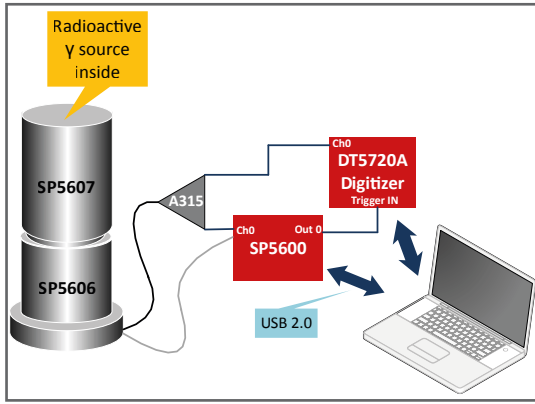 Radioactive
γ source
inside
SP5607
SP5606
A315
Ch0
DT5720A
Digitizer
Trigger IN
Ch0
Out 0
SP5600
USB 2.0